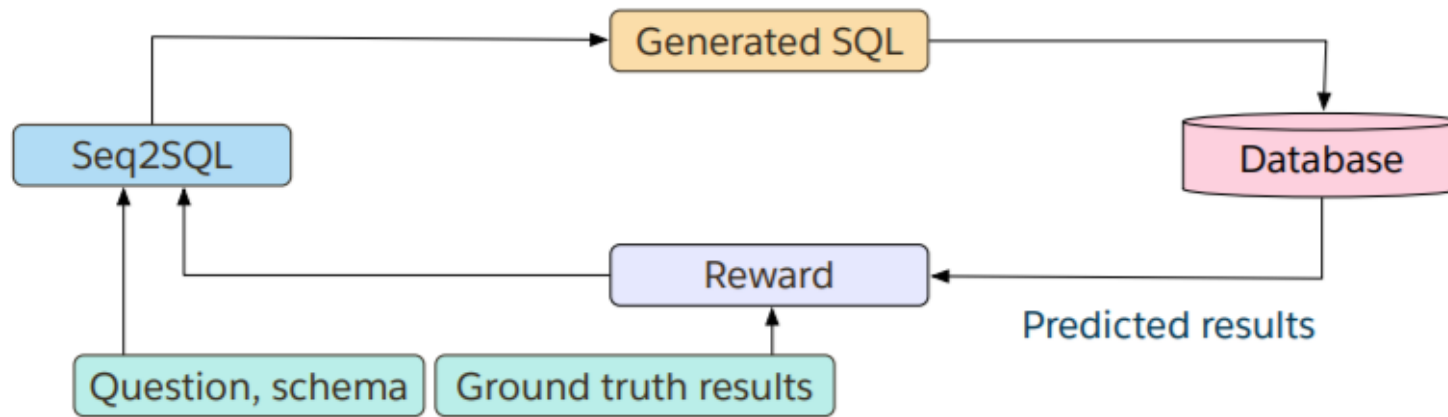 Generated SQL
Seq2SQL
Database
Reward
Predicted results
Question, schema
Ground truth results